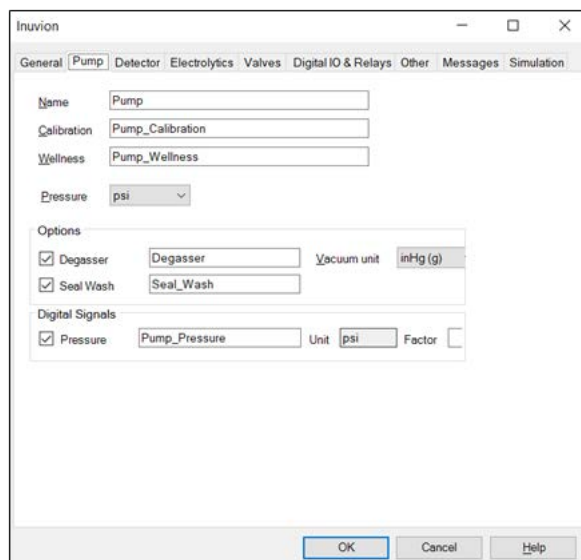 Inuvion
General Pump Detector Electrolytics Valves Digital IO & Relays Other Messages Simulation
Name Pump
Calibration Pump_Calibration
Wellness Pump_Wellness
Pressure psi
Options
Degasser Degasser Vacuum unit inHg (g)
Seal Wash Seal_Wash
Digital Signals
Pressure Pump_Pressure Unit psi Factor
OK Cancel Help